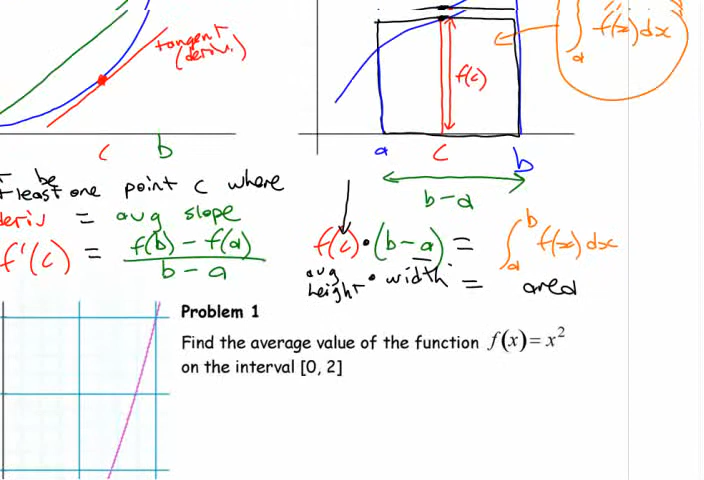 tangent
(deriv.)
c b
be
least one point c where
deriv = avg slope
f'(c) = f(b) - f(a)
b - a
f(c)
∫ f(x)dx
a
a c b
b-a
f(c)•(b-a) = ∫ᵇₐ f(x)dx
avg
height • width = area
Problem 1
Find the average value of the function f(x) = x²
on the interval [0, 2]